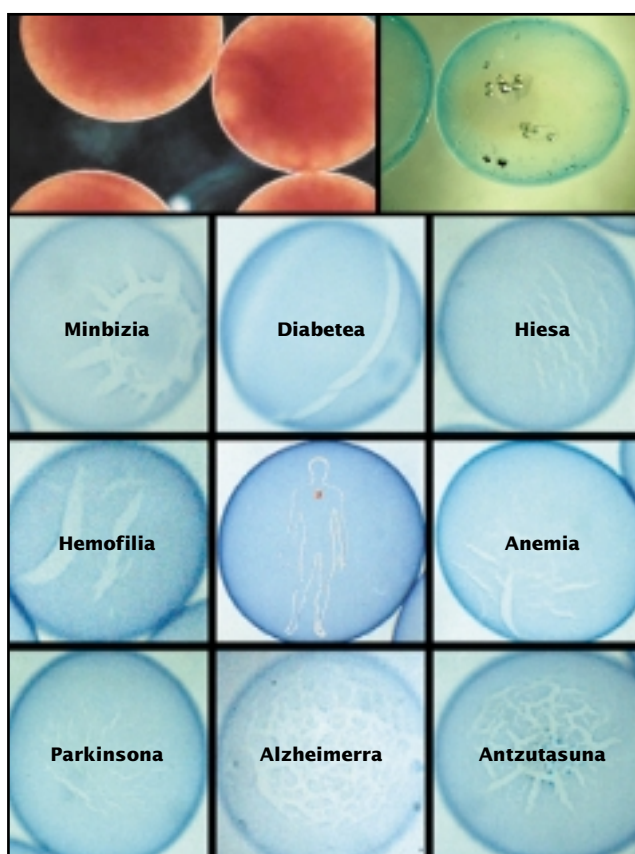 Minbizia
Diabetea
Hiesa
Hemofilia
Anemia
Parkinsona
Alzheimerra
Antzutasuna